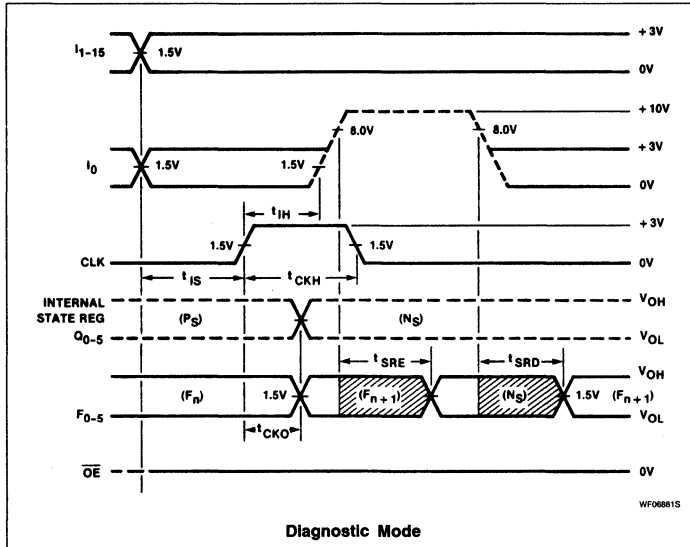 I1-15 1.5V +3V
0V
+10V
8.0V 8.0V
+3V
I0 1.5V 1.5V
0V
tIH
+3V
1.5V 1.5V
CLK 0V
tIS tCKH
INTERNAL STATE REG Q0-5 (PS) (NS) VOH
VOL
tSRE tSRD
VOH
F0-5 (Fn) 1.5V (Fn+1) (NS) 1.5V (Fn+1)
VOL
tCKO
OE 0V
WF06881S
Diagnostic Mode